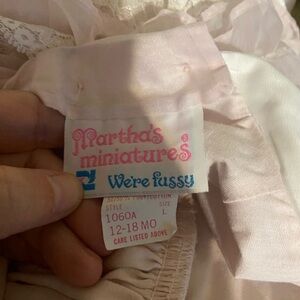 Martha's
miniatures
We're fussy
STYLE SIZE
1060A L
12-18 MO
CARE LISTED ABOVE